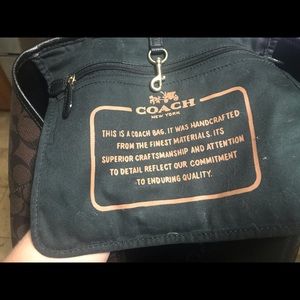 COACH
NEW YORK
THIS IS A COACH BAG. IT WAS HANDCRAFTED
FROM THE FINEST MATERIALS. ITS
SUPERIOR CRAFTSMANSHIP AND ATTENTION
TO DETAIL REFLECT OUR COMMITMENT
TO ENDURING QUALITY.